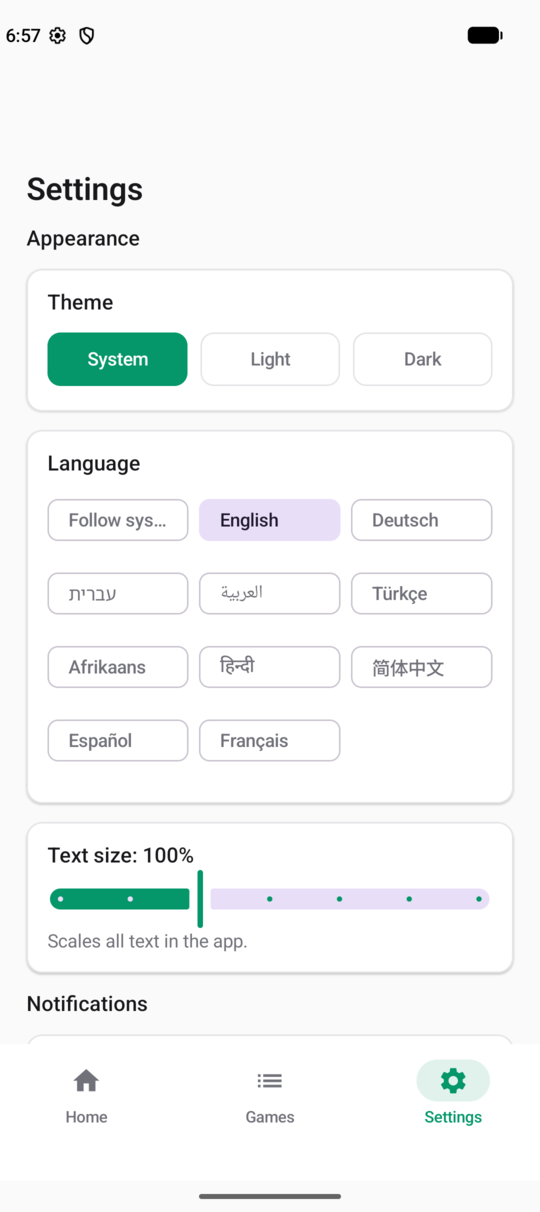 6:57
Settings
Appearance
Theme
System Light Dark
Language
Follow sys... English Deutsch
עברית العربية Türkçe
Afrikaans हिन्दी 简体中文
Español Français
Text size: 100%
Scales all text in the app.
Notifications
Home Games Settings